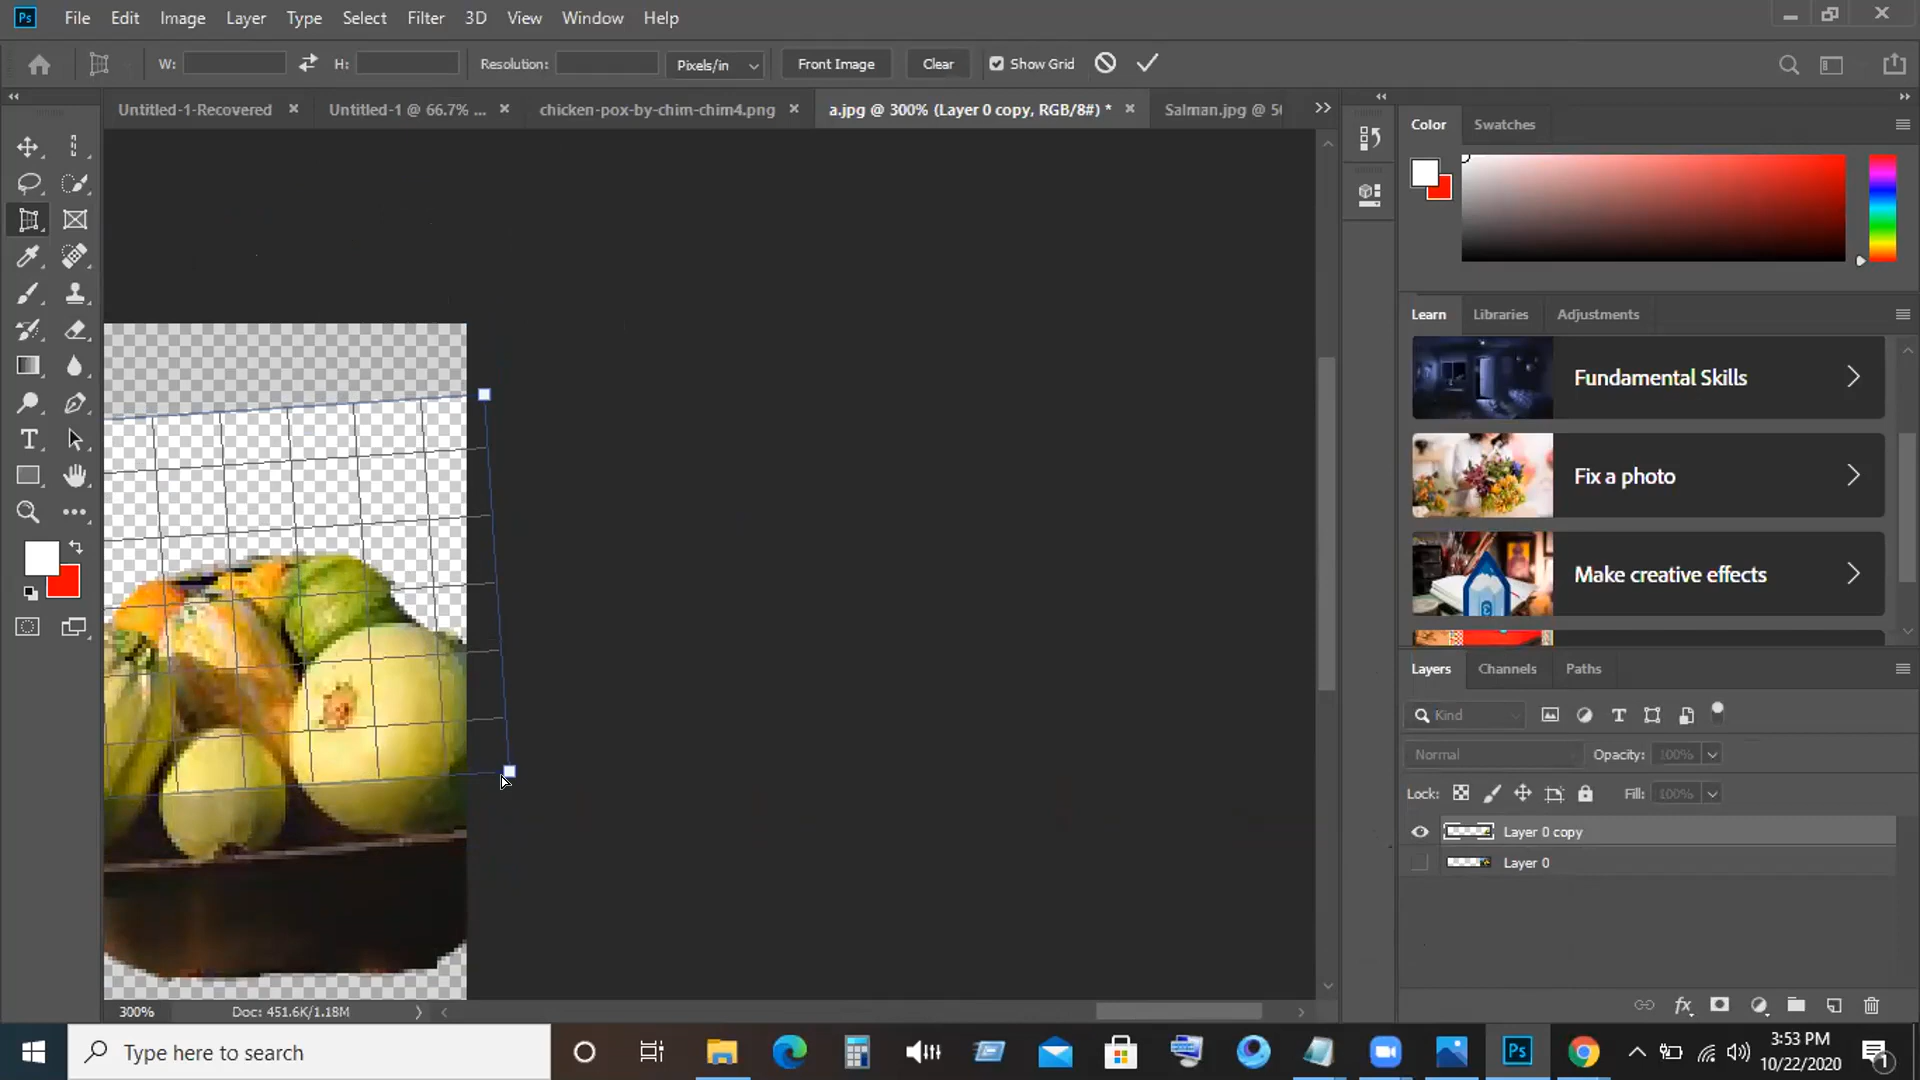 Ps File Edit Image Layer Type Select Filter 3D View Window Help
W: H: Resolution: Pixels/in Front Image Clear Show Grid
Untitled-1-Recovered × Untitled-1 @ 66.7% ... × chicken-pox-by-chim-chim4.png × a.jpg @ 300% (Layer 0 copy, RGB/8#) * × Salman.jpg @ 50
Color Swatches
Learn Libraries Adjustments
Fundamental Skills
Fix a photo
Make creative effects
Layers Channels Paths
Kind
Normal Opacity: 100%
Lock: Fill: 100%
Layer 0 copy
Layer 0
300% Doc: 451.6K/1.18M
Type here to search
Ps
3:53 PM
10/22/2020
1